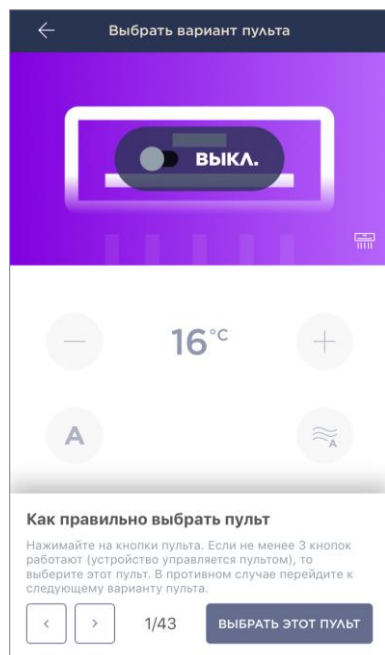 Выбрать вариант пульта
ВЫКЛ.
16°C
A
A
Как правильно выбрать пульт
Нажимайте на кнопки пульта. Если не менее 3 кнопок
работают (устройство управляется пультом), то
выберите этот пульт. В противном случае перейдите к
следующему варианту пульта.
1/43
ВЫБРАТЬ ЭТОТ ПУЛЬТ